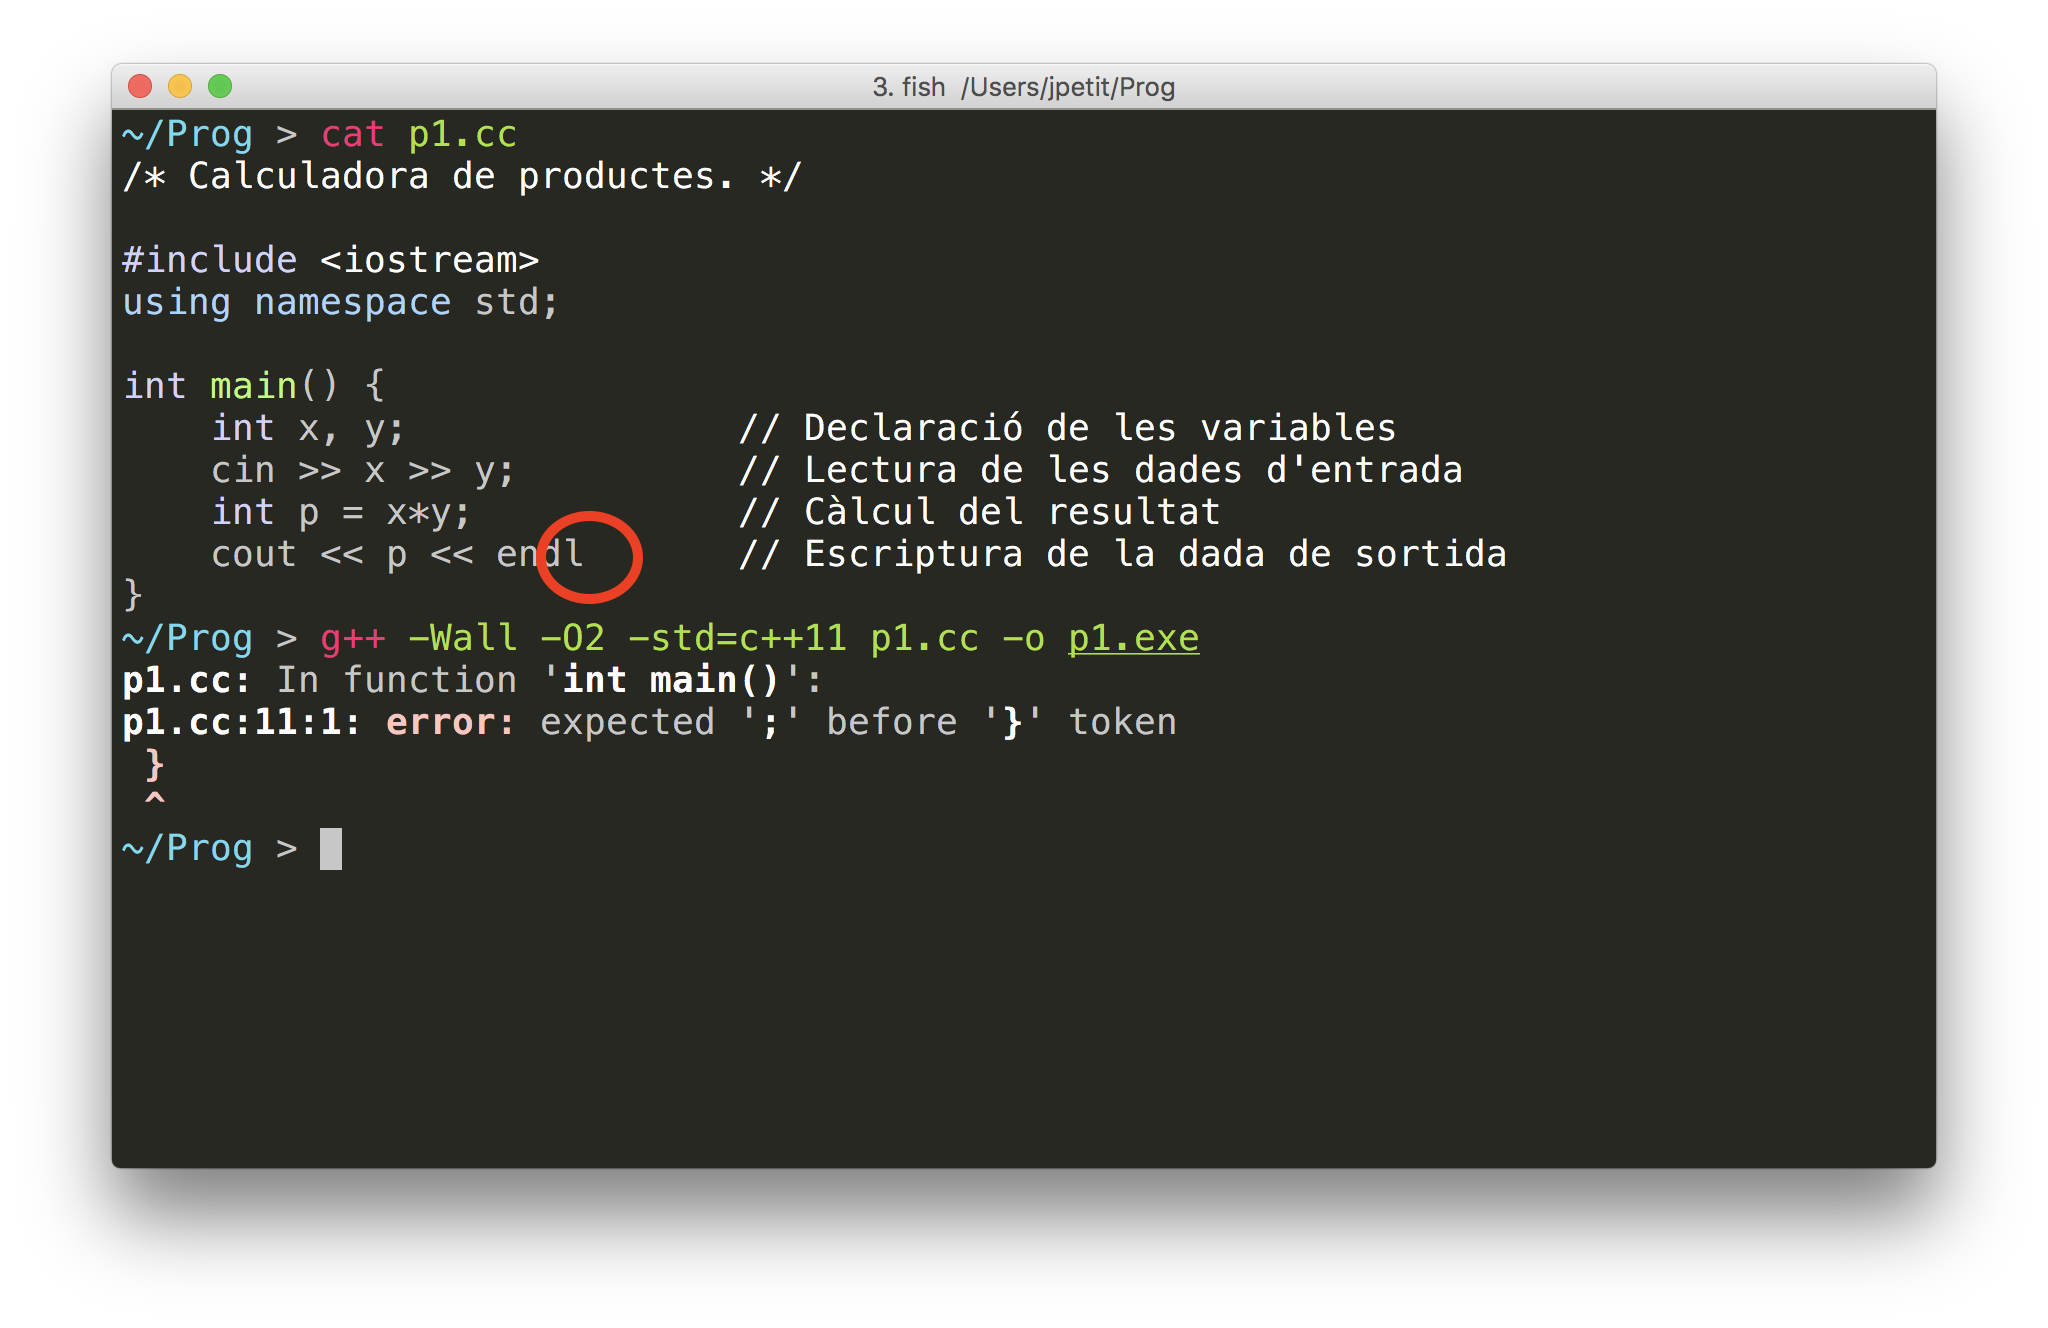 3. fish  /Users/jpetit/Prog
~/Prog > cat p1.cc
/* Calculadora de productes. */
#include <iostream>
using namespace std;
int main() {
    int x, y;               // Declaració de les variables
    cin >> x >> y;          // Lectura de les dades d'entrada
    int p = x*y;            // Càlcul del resultat
    cout << p << endl       // Escriptura de la dada de sortida
}
~/Prog > g++ -Wall -O2 -std=c++11 p1.cc -o p1.exe
p1.cc: In function 'int main()':
p1.cc:11:1: error: expected ';' before '}' token
 }
 ^
~/Prog >